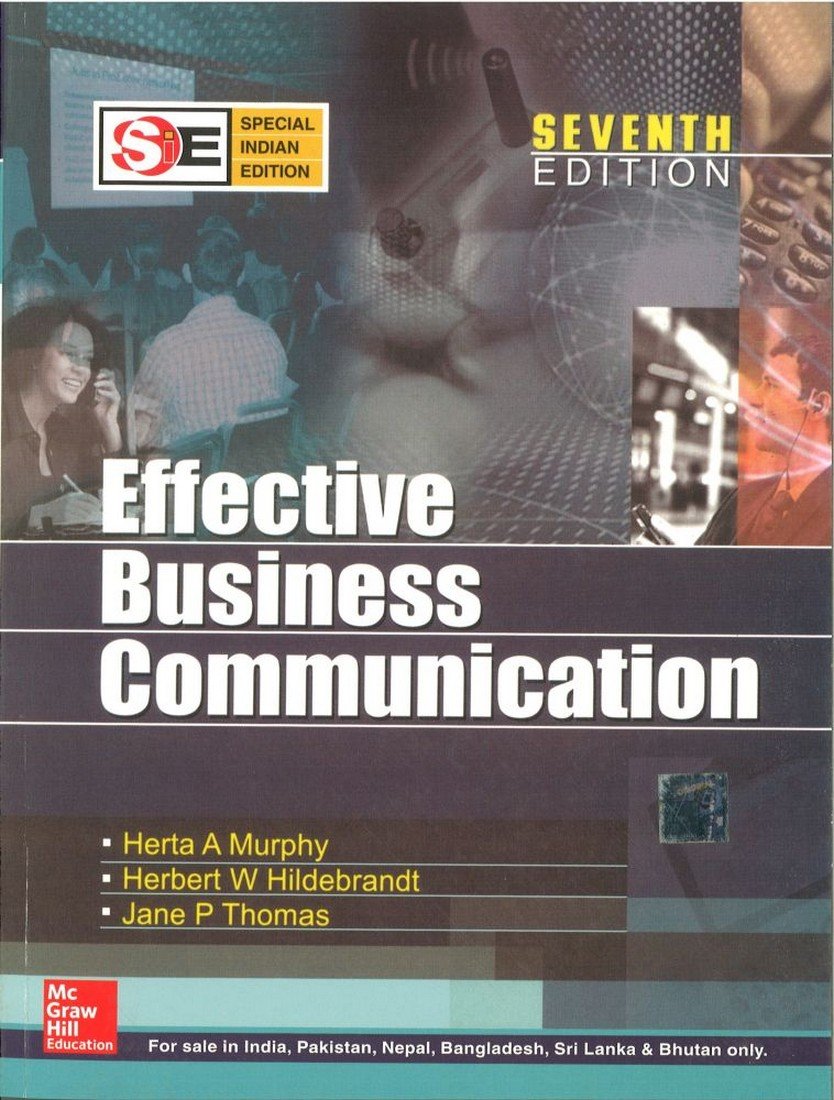 SiE
SPECIAL
INDIAN
EDITION
SEVENTH
EDITION
Effective
Business
Communication
Herta A Murphy
Herbert W Hildebrandt
Jane P Thomas
Mc
Graw
Hill
Education
For sale in India, Pakistan, Nepal, Bangladesh, Sri Lanka & Bhutan only.